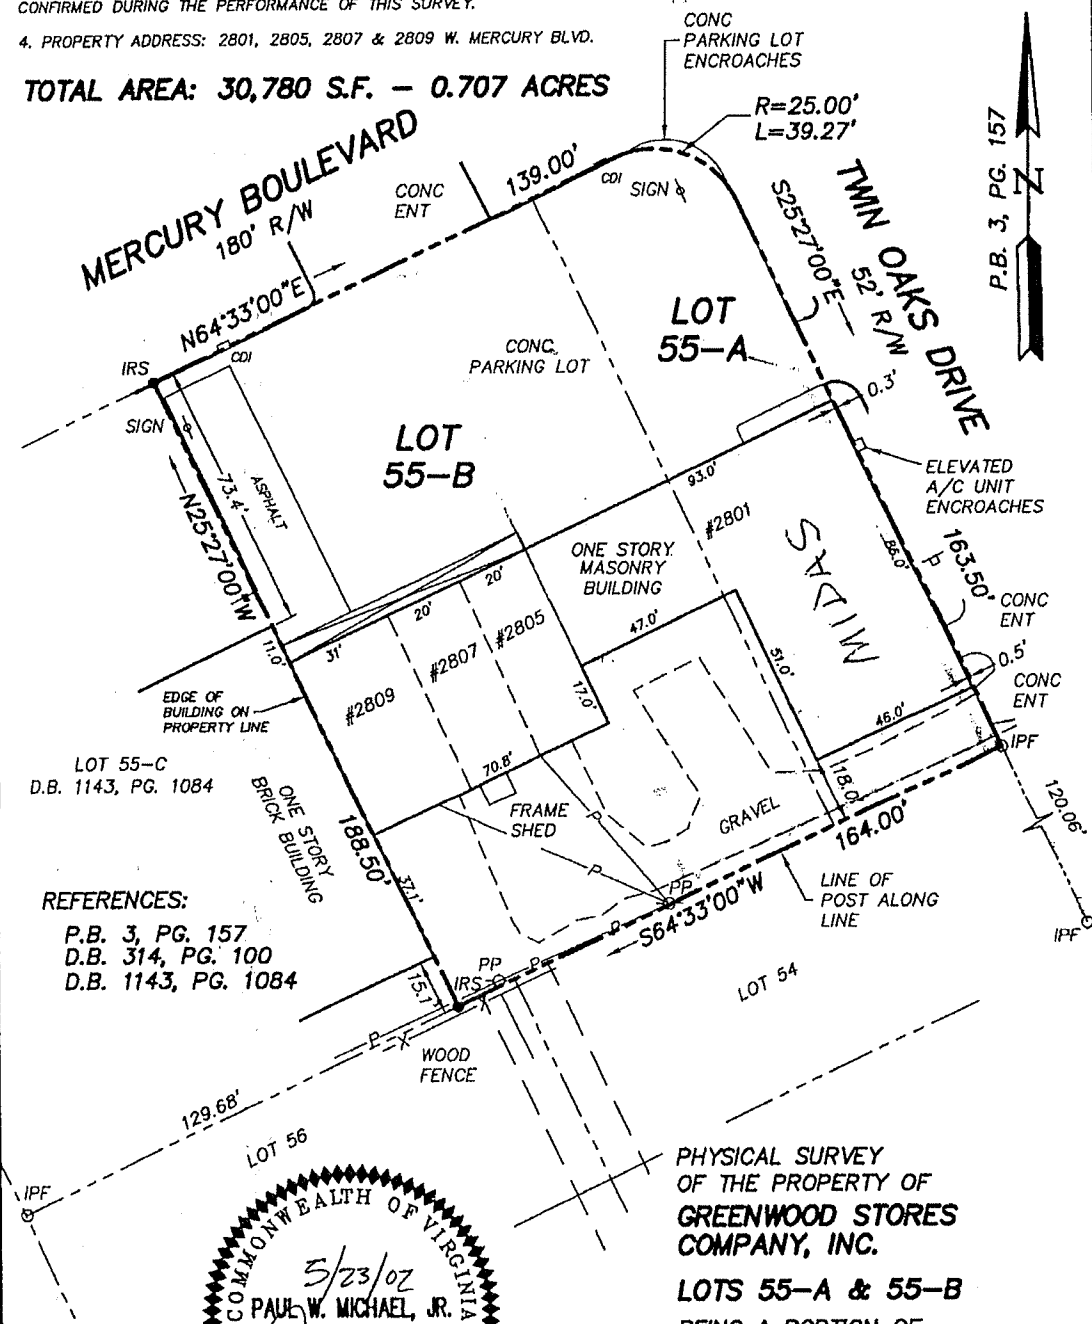 CONFIRMED DURING THE PERFORMANCE OF THIS SURVEY.
4. PROPERTY ADDRESS: 2801, 2805, 2807 & 2809 W. MERCURY BLVD.
TOTAL AREA: 30,780 S.F. – 0.707 ACRES
CONC
PARKING LOT
ENCROACHES
R=25.00'
L=39.27'
P.B. 3, PG. 157
N
MERCURY BOULEVARD
180' R/W
CONC
ENT
139.00'
CDI
SIGN
TWIN OAKS DRIVE
52' R/W
S25°27'00"E
N64°33'00"E
IRS
CDI
SIGN
LOT
55-A
CONC.
PARKING LOT
LOT
55-B
0.3'
73.4'
ASPHALT
N25°27'00"W
93.0'
#2801
ELEVATED
A/C UNIT
ENCROACHES
ONE STORY
MASONRY
BUILDING
MIDAS
86.0'
163.50'
P
CONC
ENT
0.5'
CONC
ENT
20'
20'
31'
11.0'
#2805
#2807
#2809
47.0'
51.0'
17.0'
46.0'
IPF
EDGE OF
BUILDING ON
PROPERTY LINE
LOT 55-C
D.B. 1143, PG. 1084
ONE STORY
BRICK BUILDING
188.50'
70.8'
FRAME
SHED
P
P
GRAVEL
18.0'
164.00'
120.06'
37.1'
PP
P
S64°33'00"W
LINE OF
POST ALONG
LINE
IPF
REFERENCES:
P.B. 3, PG. 157
D.B. 314, PG. 100
D.B. 1143, PG. 1084
15.1'
IRS
PP
P
X
P
X
WOOD
FENCE
LOT 54
129.68'
LOT 56
IPF
COMMONWEALTH OF VIRGINIA
5/23/02
PAUL W. MICHAEL, JR.
PHYSICAL SURVEY
OF THE PROPERTY OF
GREENWOOD STORES
COMPANY, INC.
LOTS 55-A & 55-B
BEING A PORTION OF